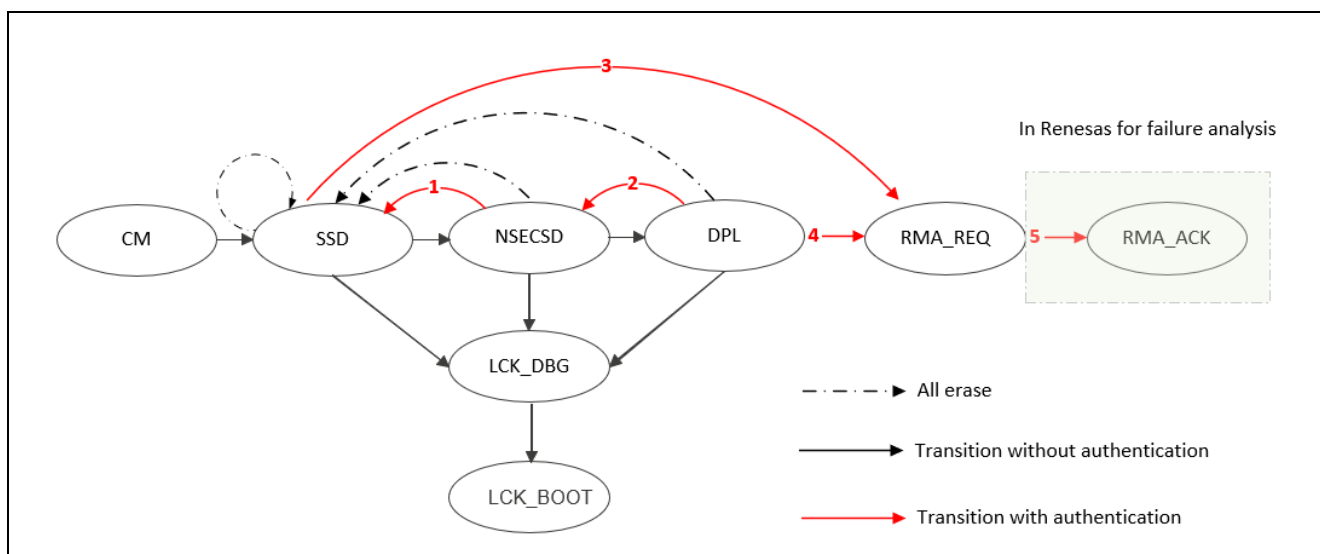 3
In Renesas for failure analysis
1
2
CM
SSD
NSECSD
DPL
4
RMA_REQ
5
RMA_ACK
LCK_DBG
All erase
Transition without authentication
LCK_BOOT
Transition with authentication